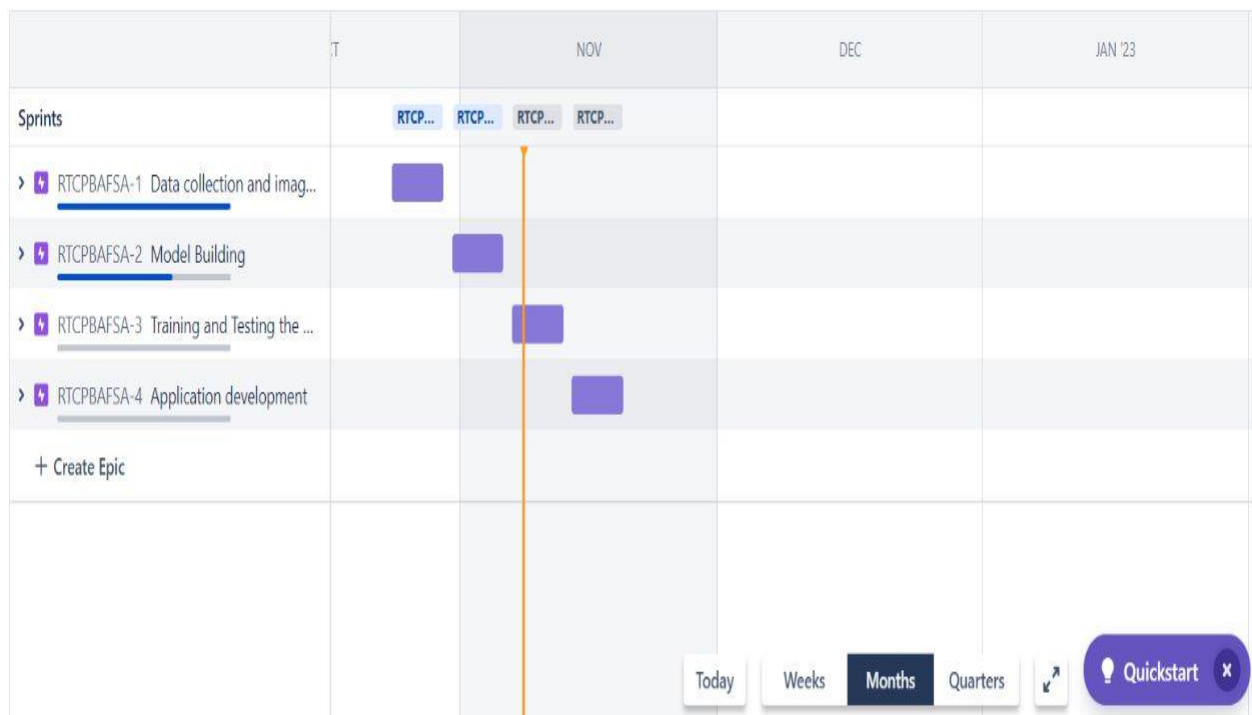 :T NOV DEC JAN '23
Sprints RTCP... RTCP... RTCP... RTCP...
RTCPBAFSA-1 Data collection and imag...
RTCPBAFSA-2 Model Building
RTCPBAFSA-3 Training and Testing the ...
RTCPBAFSA-4 Application development
+ Create Epic
Today Weeks Months Quarters Quickstart x